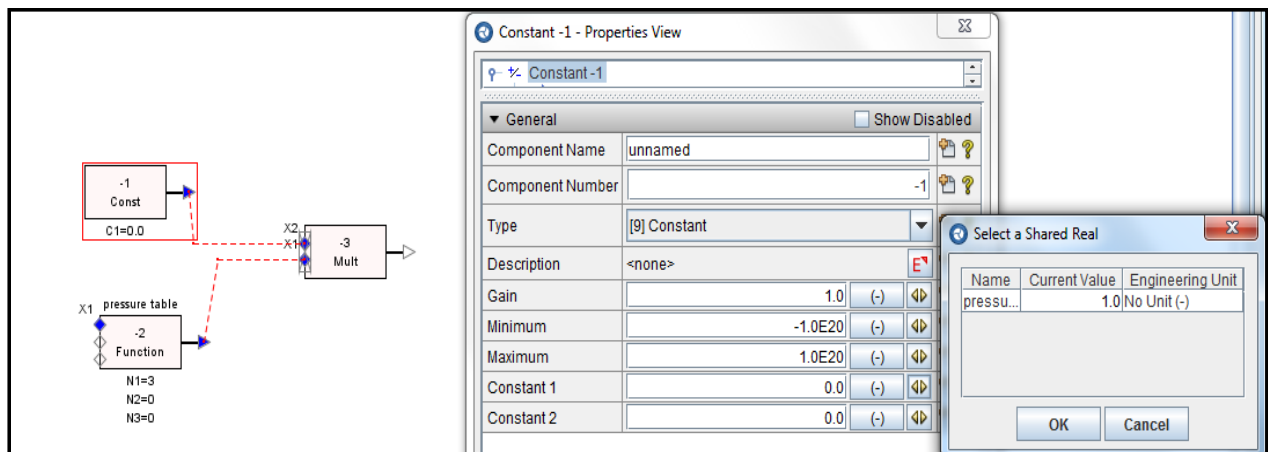 -1
Const
C1=0.0
X2
X1
-3
Mult
X1
pressure table
-2
Function
N1=3
N2=0
N3=0
Constant -1 - Properties View
Constant -1
General Show Disabled
Component Name unnamed
Component Number -1
Type [9] Constant
Description <none> E
Gain 1.0 (-)
Minimum -1.0E20 (-)
Maximum 1.0E20 (-)
Constant 1 0.0 (-)
Constant 2 0.0 (-)
Select a Shared Real
Name Current Value Engineering Unit
pressu... 1.0 No Unit (-)
OK Cancel